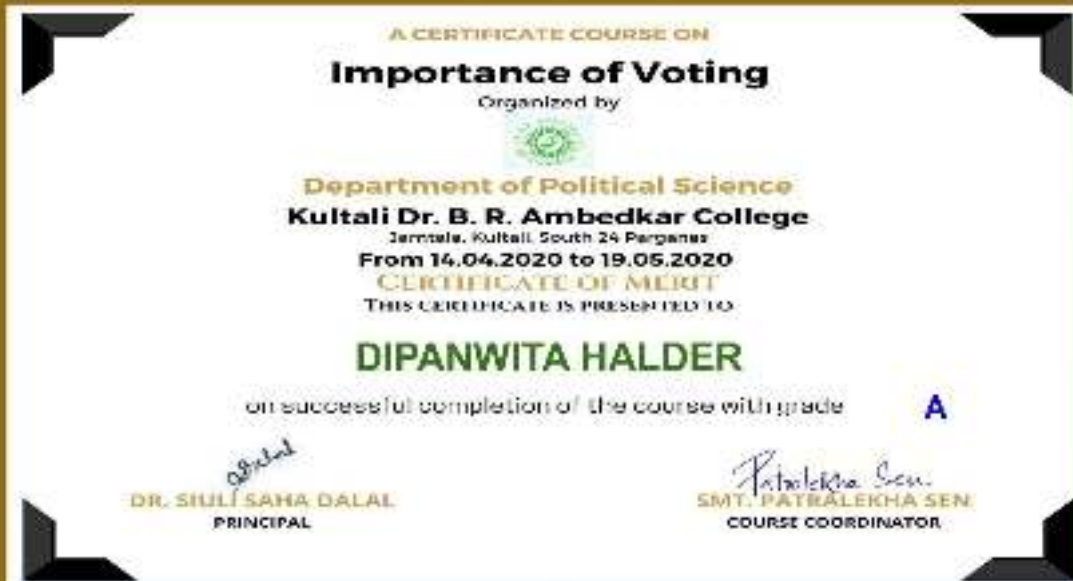 A CERTIFICATE COURSE ON
Importance of Voting
Organized by
Department of Political Science
Kultali Dr. B. R. Ambedkar College
Kultali, South 24 Parganas
From 14.04.2020 to 19.05.2020
CERTIFICATE OF MERIT
THIS CERTIFICATE IS PRESENTED TO
DIPANWITA HALDER
on successful completion of the course with grade A
DR. SIULI SAHA DALAL
PRINCIPAL
Patralekha Sen.
SMT. PATRALEKHA SEN
COURSE COORDINATOR